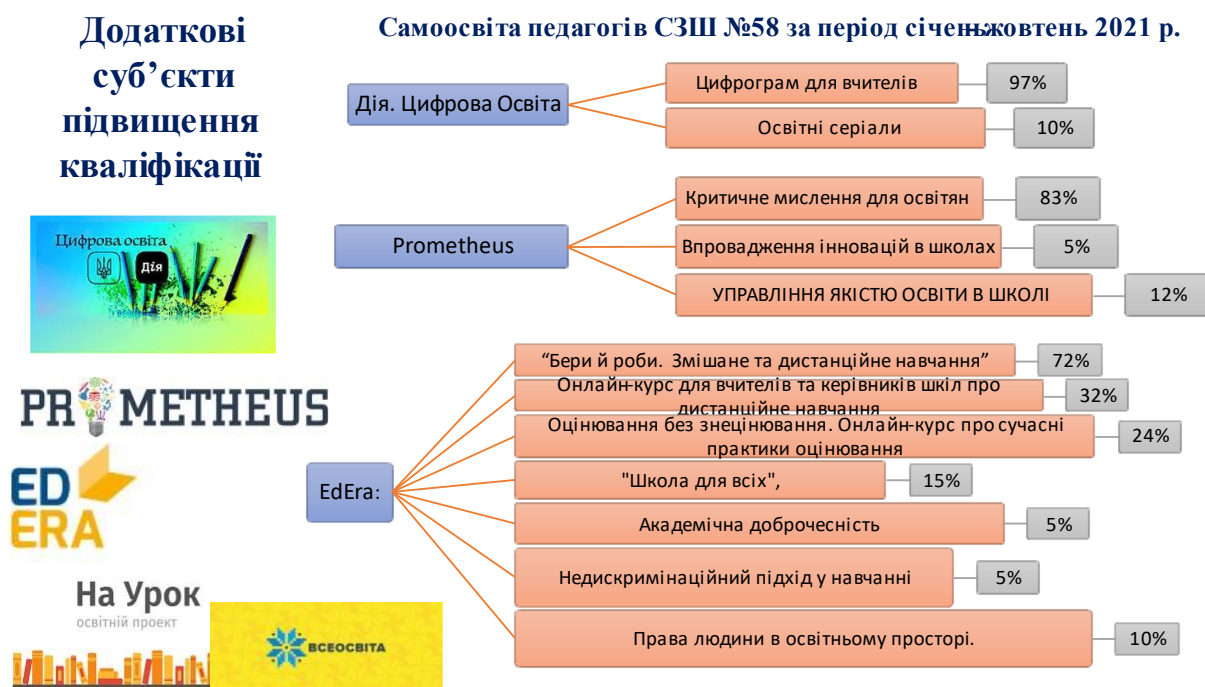 Додаткові
суб’єкти
підвищення
кваліфікації
Самоосвіта педагогів СЗШ №58 за період січень-жовтень 2021 р.
Дія. Цифрова Освіта
Цифрограм для вчителів
97%
Освітні серіали
10%
Prometheus
Критичне мислення для освітян
83%
Впровадження інновацій в школах
5%
УПРАВЛІННЯ ЯКІСТЮ ОСВІТИ В ШКОЛІ
12%
EdEra:
“Бери й роби. Змішане та дистанційне навчання”
72%
Онлайн-курс для вчителів та керівників шкіл про
дистанційне навчання
32%
Оцінювання без знецінювання. Онлайн-курс про сучасні
практики оцінювання
24%
"Школа для всіх",
15%
Академічна доброчесність
5%
Недискримінаційний підхід у навчанні
5%
Права людини в освітньому просторі.
10%
Цифрова освіта
Дія
PROMETHEUS
ED
ERA
На Урок
освітній проект
ВСЕОСВІТА